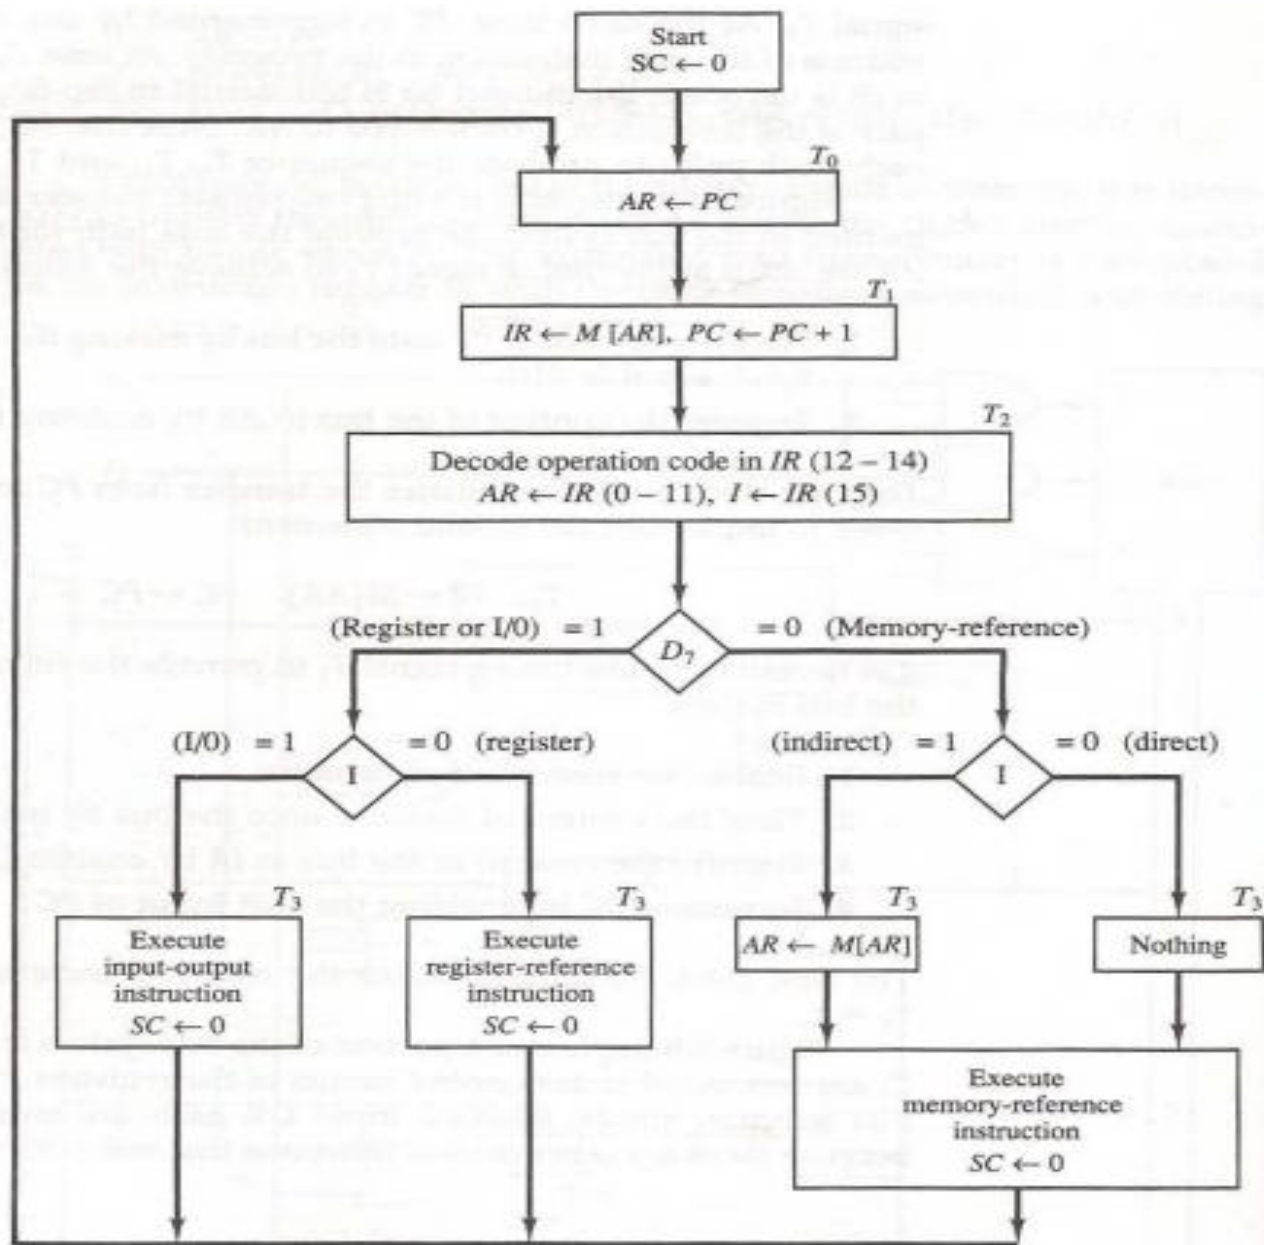 Start
SC ← 0
T₀
AR ← PC
T₁
IR ← M [AR], PC ← PC + 1
T₂
Decode operation code in IR (12 – 14)
AR ← IR (0 – 11), I ← IR (15)
(Register or I/0) = 1
= 0 (Memory-reference)
D₇
(I/0) = 1
= 0 (register)
(indirect) = 1
= 0 (direct)
I
I
T₃
T₃
T₃
T₃
Execute
input-output
instruction
SC ← 0
Execute
register-reference
instruction
SC ← 0
AR ← M[AR]
Nothing
Execute
memory-reference
instruction
SC ← 0